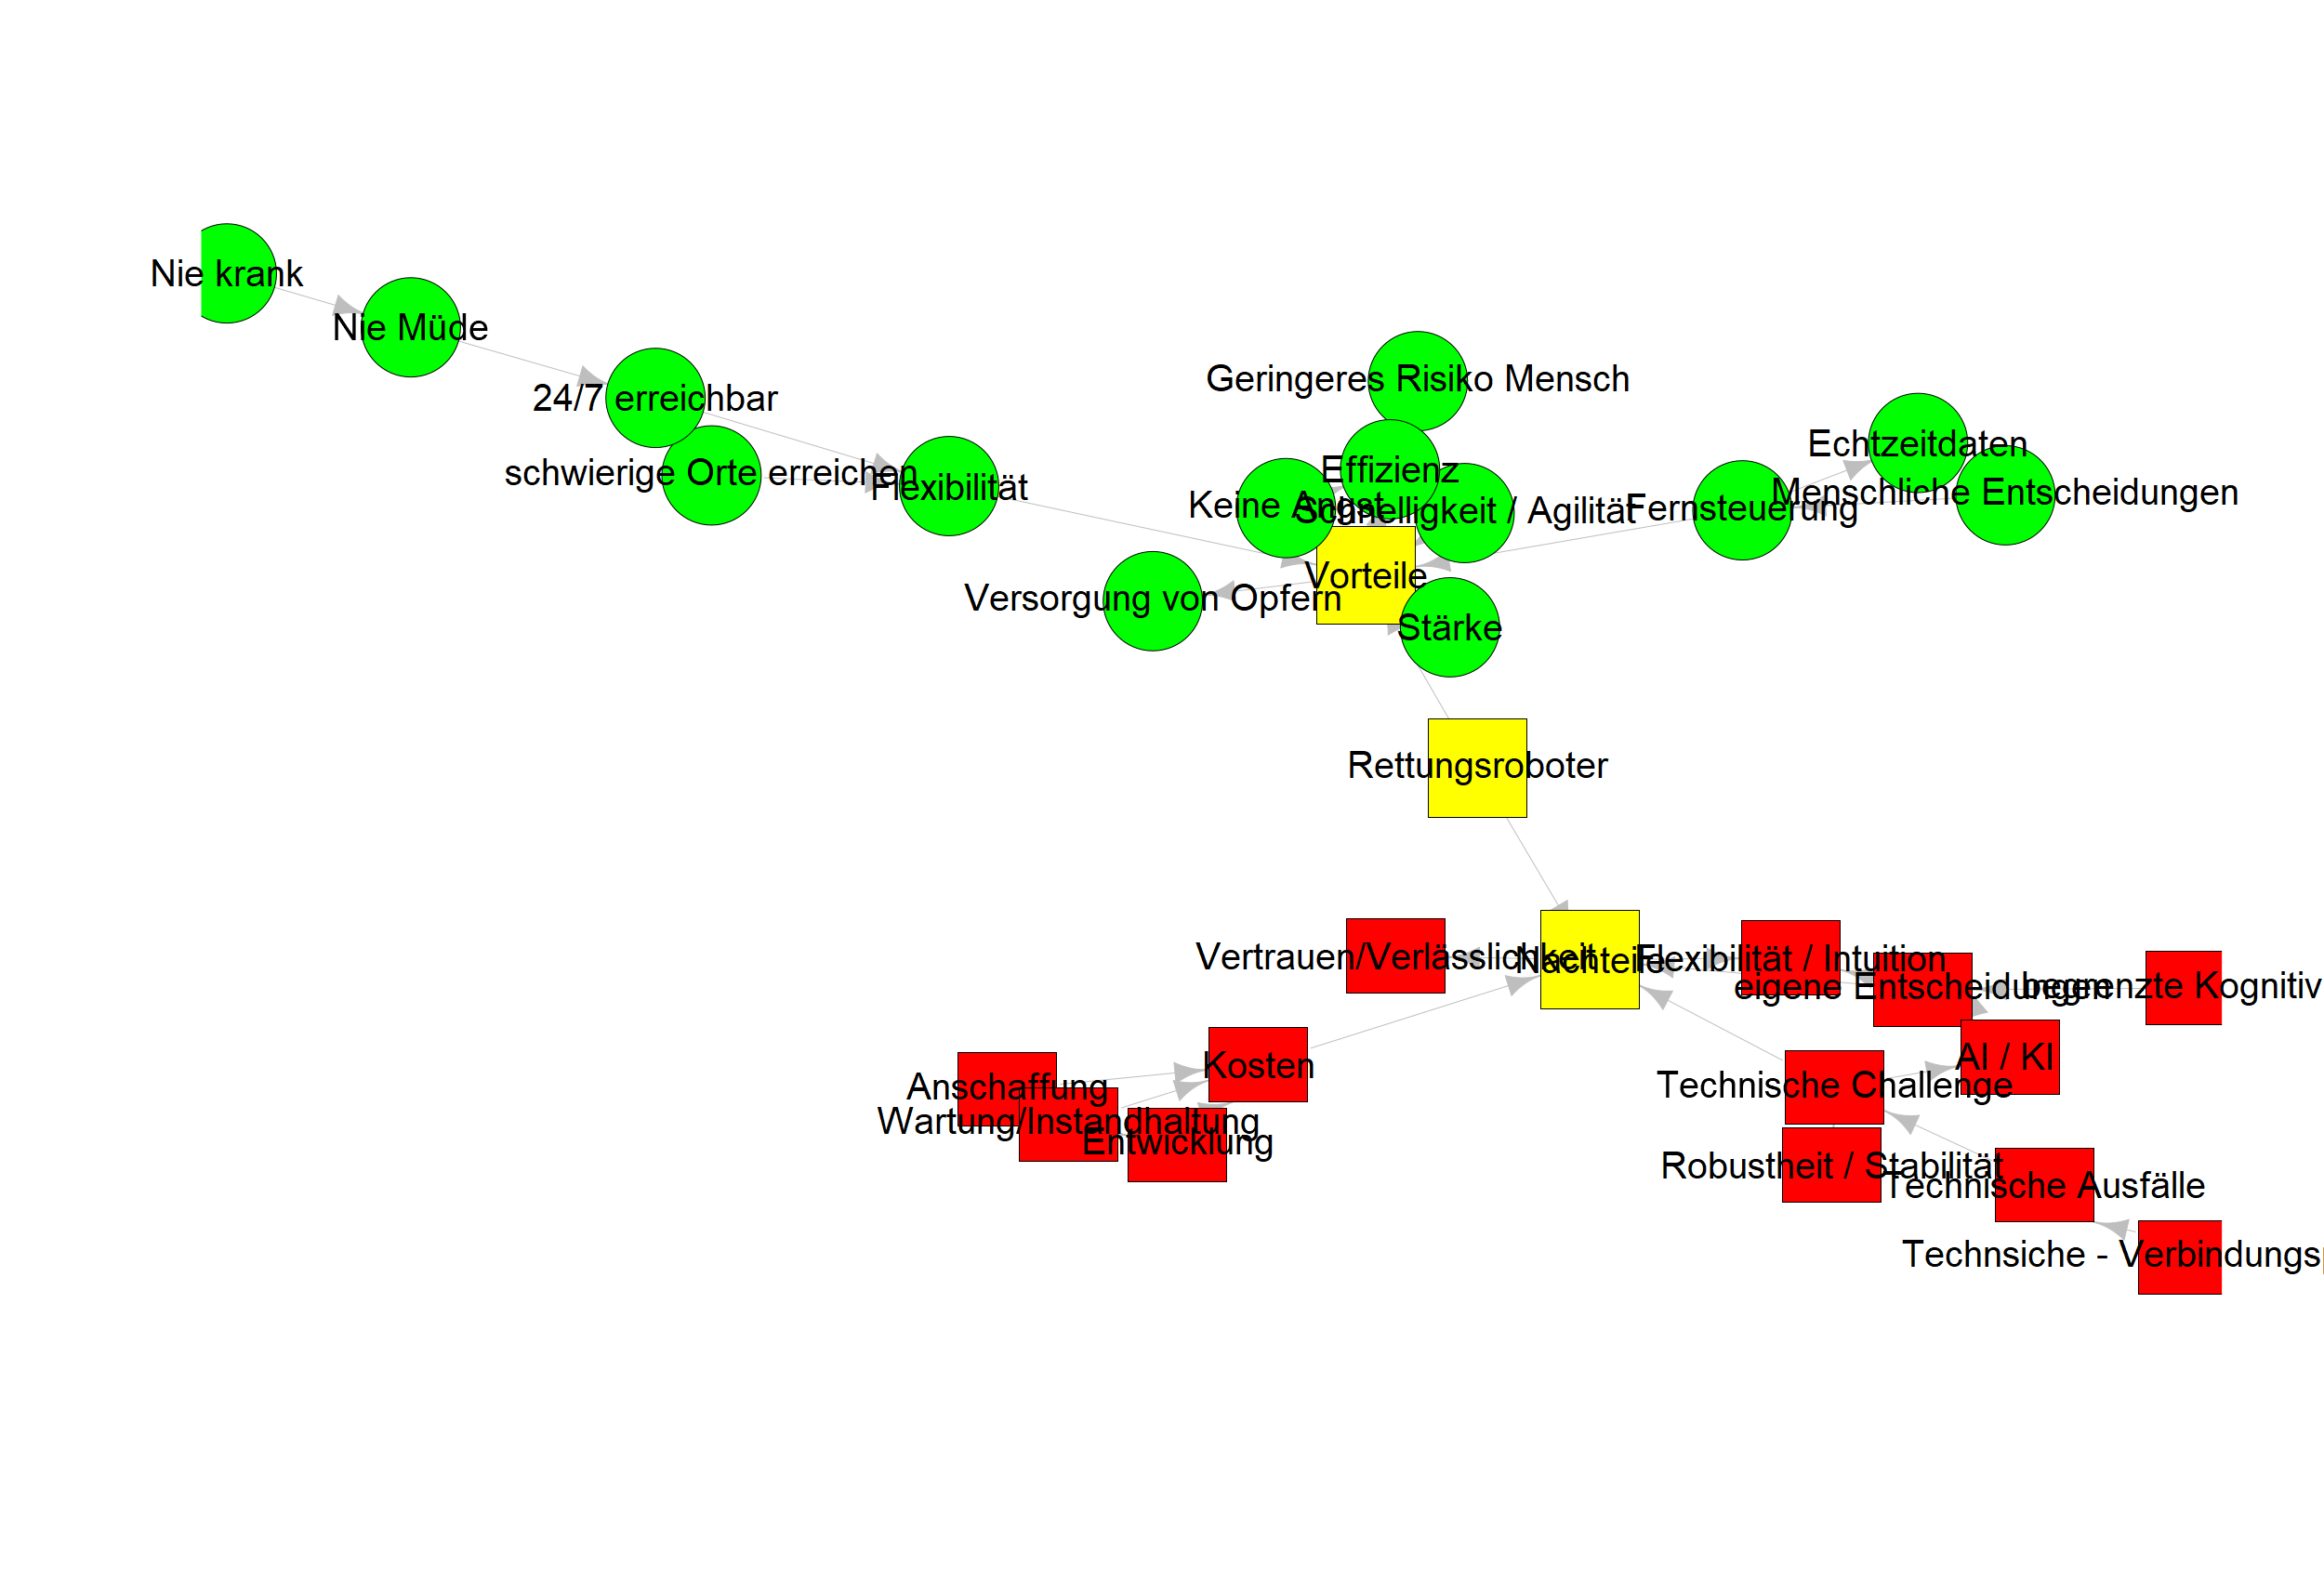 Nie krank
Nie Müde
Geringeres Risiko Mensch
24/7 erreichbar
Echtzeitdaten
schwierige Orte erreichen
Effizienz
Flexibilität
Menschliche Entscheidungen
Keine Angst
Schnelligkeit / Agilität
Fernsteuerung
Vorteile
Versorgung von Opfern
Stärke
Rettungsroboter
Vertrauen/Verlässlichkeit
Nachteile
Flexibilität / Intuition
eigene Entscheidungen
begrenzte Kognitiv
AI / KI
Kosten
Anschaffung
Technische Challenge
Wartung/Instandhaltung
Entwicklung
Robustheit / Stabilität
Technische Ausfälle
Technsiche - Verbindungsp